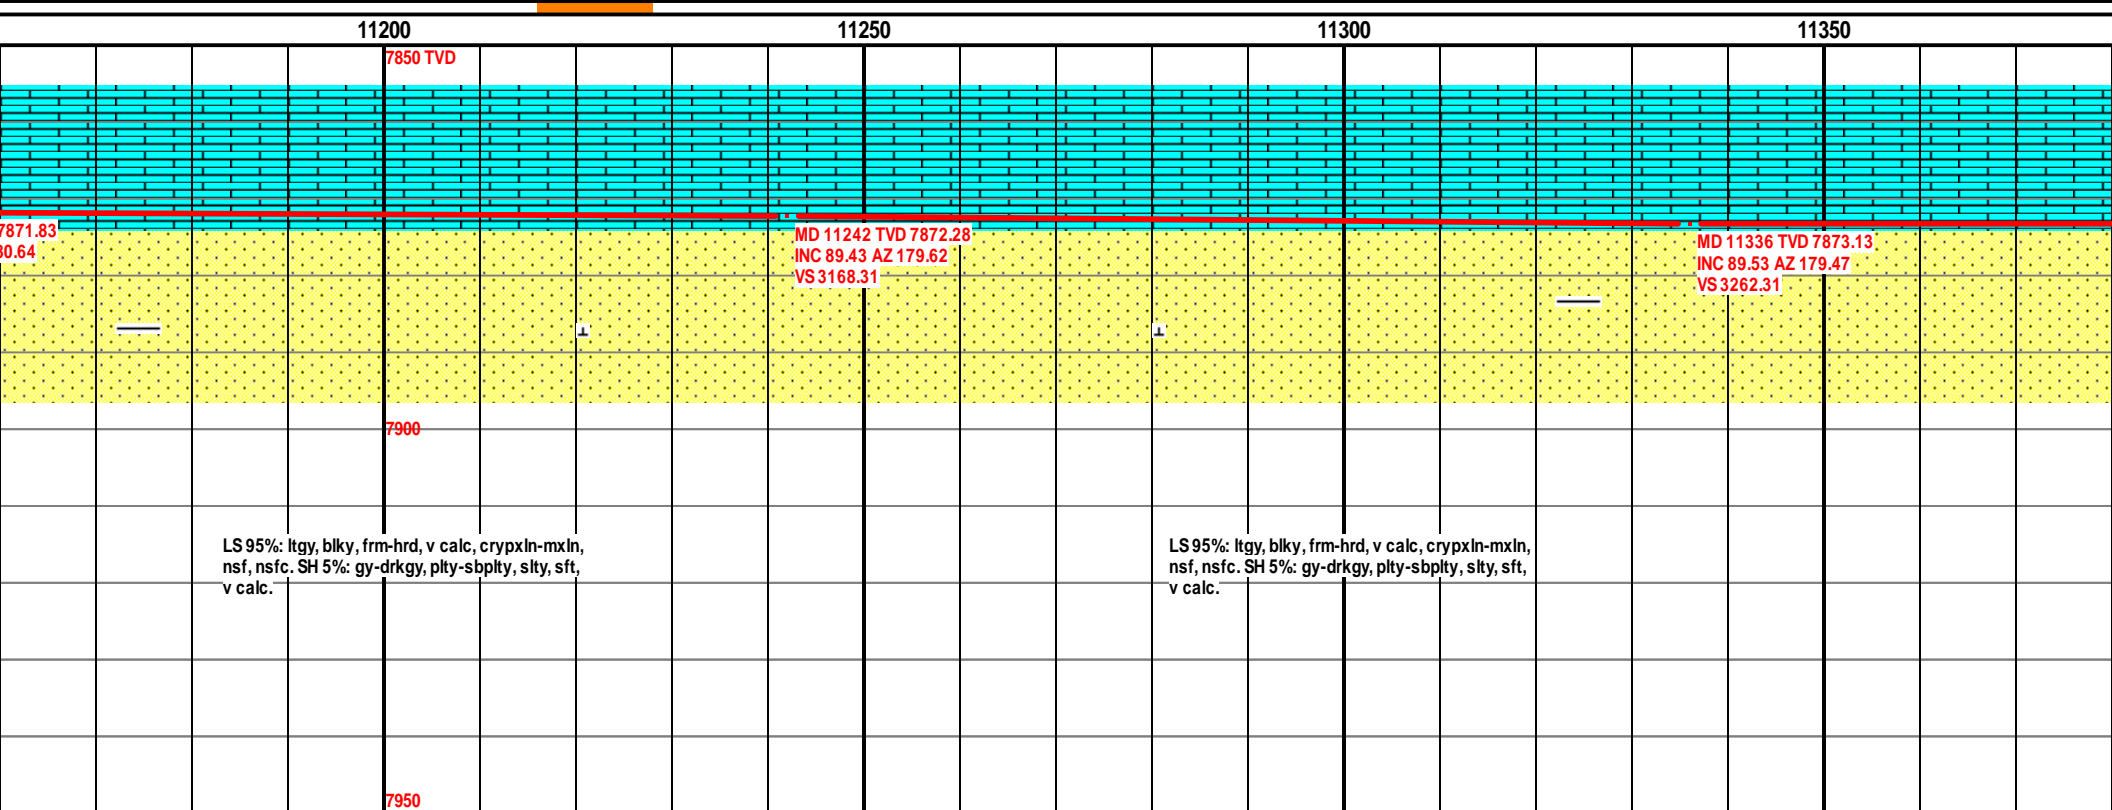 11200 11250 11300 11350
7850 TVD
7871.83
30.64
MD 11242 TVD 7872.28
INC 89.43 AZ 179.62
VS 3168.31
MD 11336 TVD 7873.13
INC 89.53 AZ 179.47
VS 3262.31
7900
LS 95%: ltgy, blky, frm-hrd, v calc, crypxln-mxln,
nsf, nsfc. SH 5%: gy-drkgy, plty-sbplty, slty, sft,
v calc.
LS 95%: ltgy, blky, frm-hrd, v calc, crypxln-mxln,
nsf, nsfc. SH 5%: gy-drkgy, plty-sbplty, slty, sft,
v calc.
7950